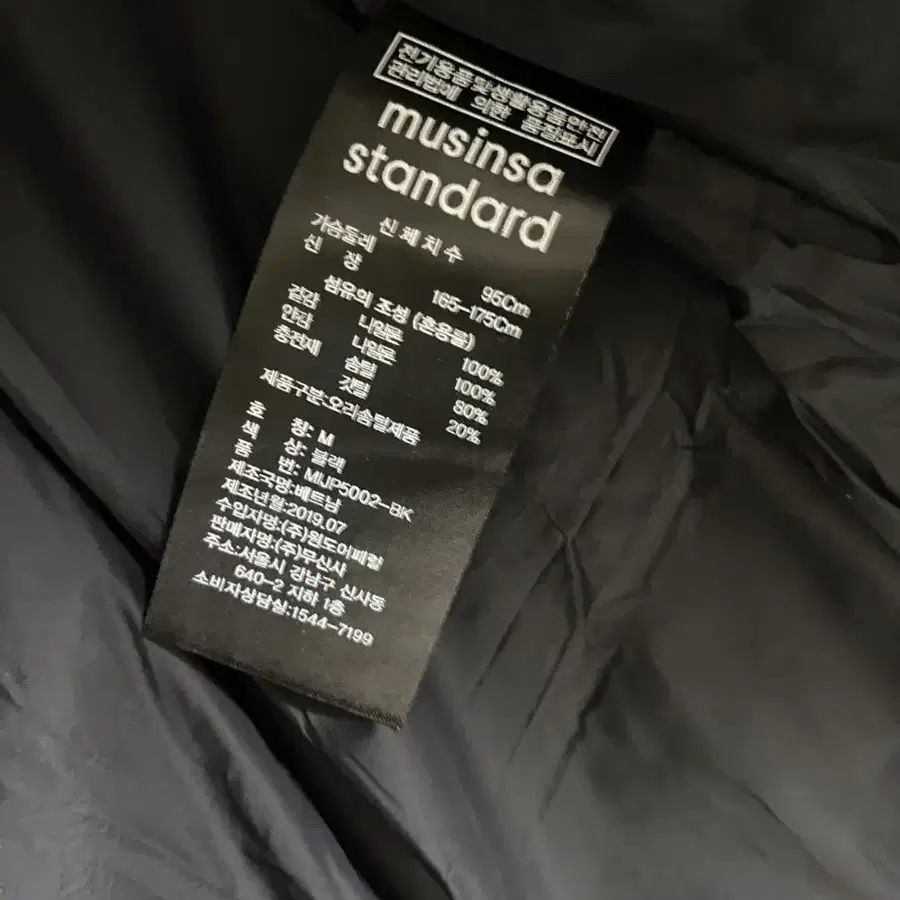 전기용품및생활용품안전
관리법에 의한 품질표시
musinsa
standard
신체치수
가슴둘레 95Cm
신 장 165-175Cm
섬유의 조성 (혼용률)
겉감 나일론 100%
안감 나일론 100%
충전재 솜털 80%
깃털 20%
제품구분:오리솜털제품
호 칭: M
색 상: 블랙
품 번: MIJP5002-BK
제조국명:베트남
제조년월:2019.07
수입자명:(주)원도어패럴
판매자명:(주)무신사
주소:서울시 강남구 신사동
640-2 지하 1층
소비자상담실:1544-7199